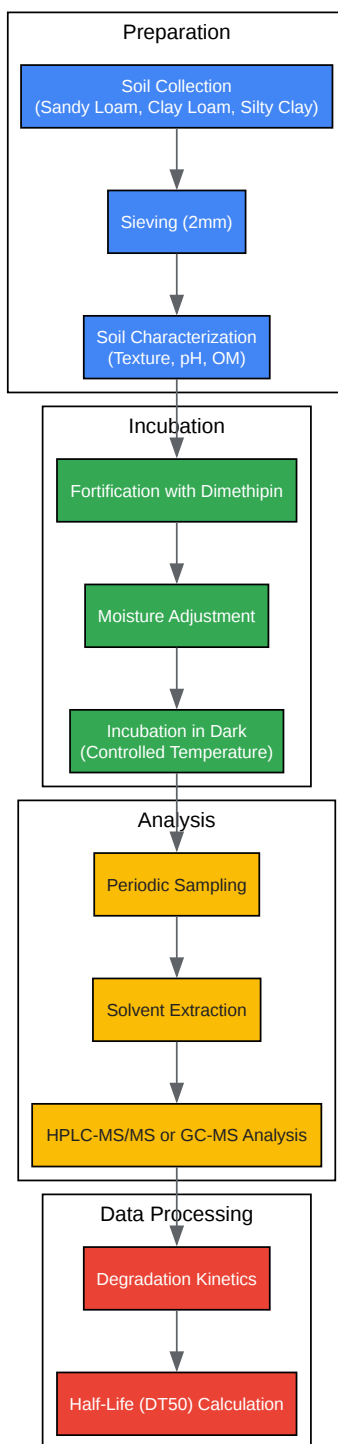 Preparation
Soil Collection
(Sandy Loam, Clay Loam, Silty Clay)
Sieving (2mm)
Soil Characterization
(Texture, pH, OM)
Incubation
Fortification with Dimethipin
Moisture Adjustment
Incubation in Dark
(Controlled Temperature)
Analysis
Periodic Sampling
Solvent Extraction
HPLC-MS/MS or GC-MS Analysis
Data Processing
Degradation Kinetics
Half-Life (DT50) Calculation